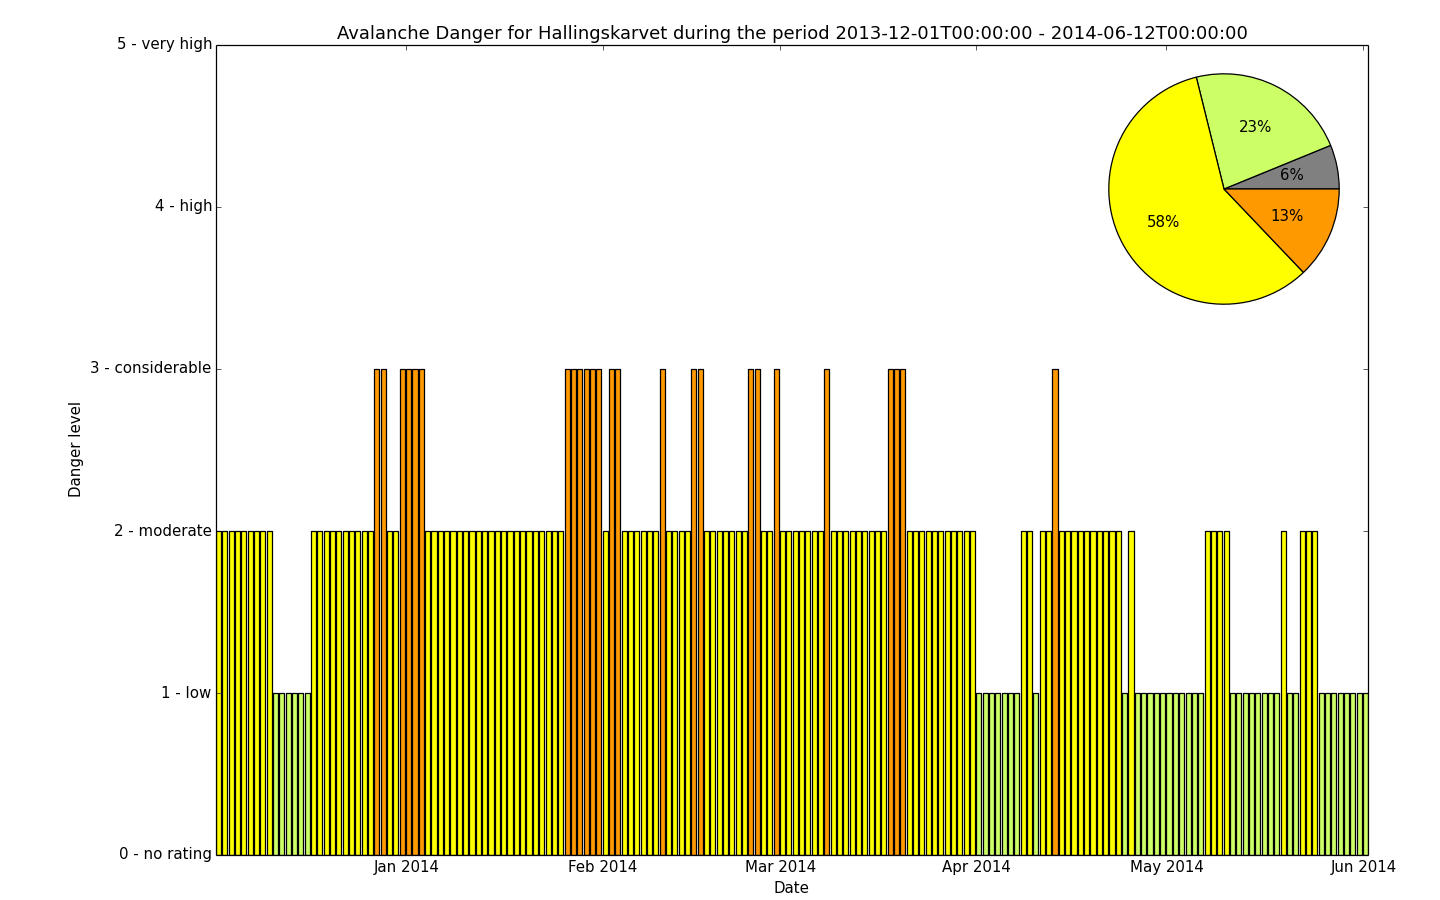 Avalanche Danger for Hallingskarvet during the period 2013-12-01T00:00:00 - 2014-06-12T00:00:00
5 - very high
4 - high
3 - considerable
2 - moderate
1 - low
0 - no rating
Danger level
23%
6%
58%
13%
Jan 2014
Feb 2014
Mar 2014
Apr 2014
May 2014
Jun 2014
Date